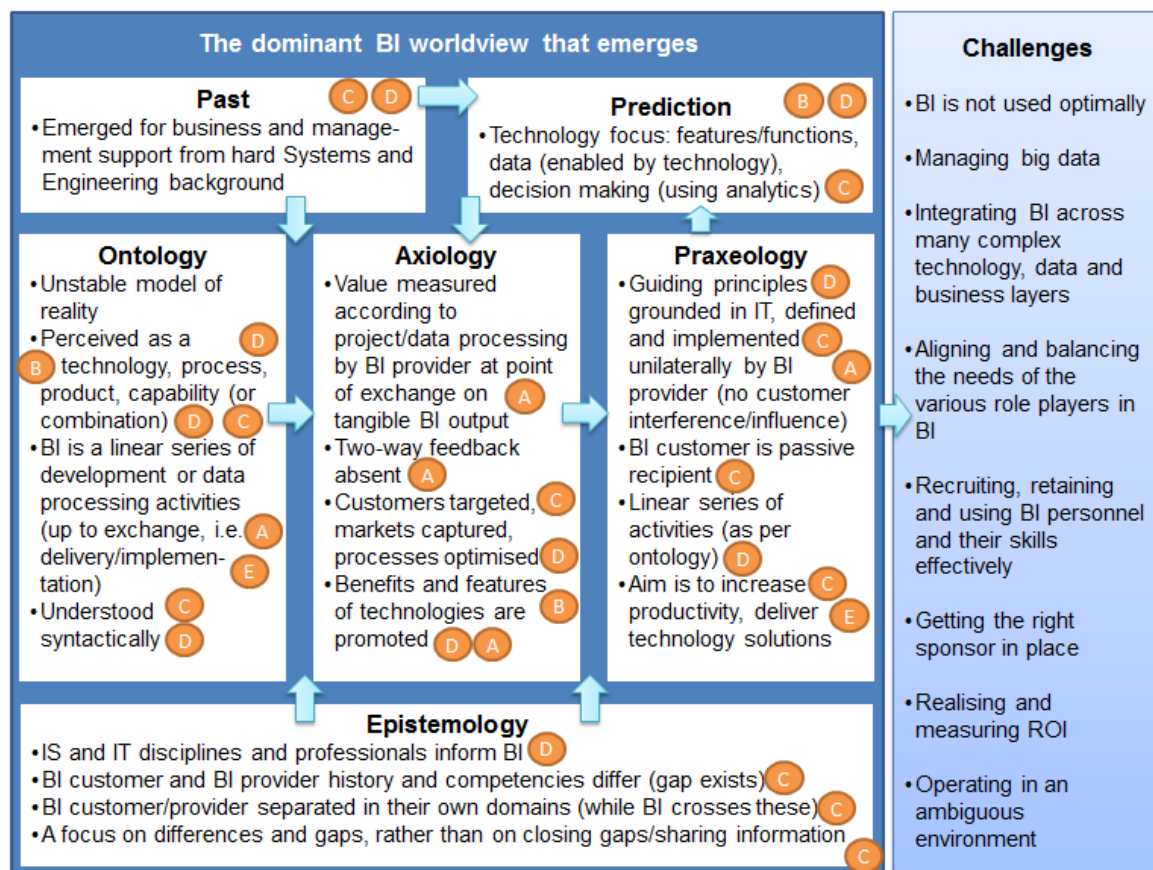 The dominant BI worldview that emerges
Past C D
•Emerged for business and manage-
ment support from hard Systems and
Engineering background
Prediction B D
•Technology focus: features/functions,
data (enabled by technology),
decision making (using analytics) C
Ontology
•Unstable model of
reality
•Perceived as a D
B technology, process,
product, capability (or
combination) D C
•BI is a linear series of
development or data
processing activities
(up to exchange, i.e. A
delivery/implemen- E
tation)
•Understood C
syntactically D
Axiology
•Value measured
according to
project/data processing
by BI provider at point
of exchange on A
tangible BI output
•Two-way feedback
absent A
•Customers targeted, C
markets captured,
processes optimised D
•Benefits and features
of technologies are B
promoted D A
Praxeology
•Guiding principles D
grounded in IT, defined
and implemented C
unilaterally by BI A
provider (no customer
interference/influence)
•BI customer is passive
recipient C
•Linear series of
activities (as per
ontology) D
•Aim is to increase C
productivity, deliver E
technology solutions
Epistemology
•IS and IT disciplines and professionals inform BI D
•BI customer and BI provider history and competencies differ (gap exists) C
•BI customer/provider separated in their own domains (while BI crosses these) C
•A focus on differences and gaps, rather than on closing gaps/sharing information
C
Challenges
•BI is not used optimally
•Managing big data
•Integrating BI across
many complex
technology, data and
business layers
•Aligning and balancing
the needs of the
various role players in
BI
•Recruiting, retaining
and using BI personnel
and their skills
effectively
•Getting the right
sponsor in place
•Realising and
measuring ROI
•Operating in an
ambiguous
environment